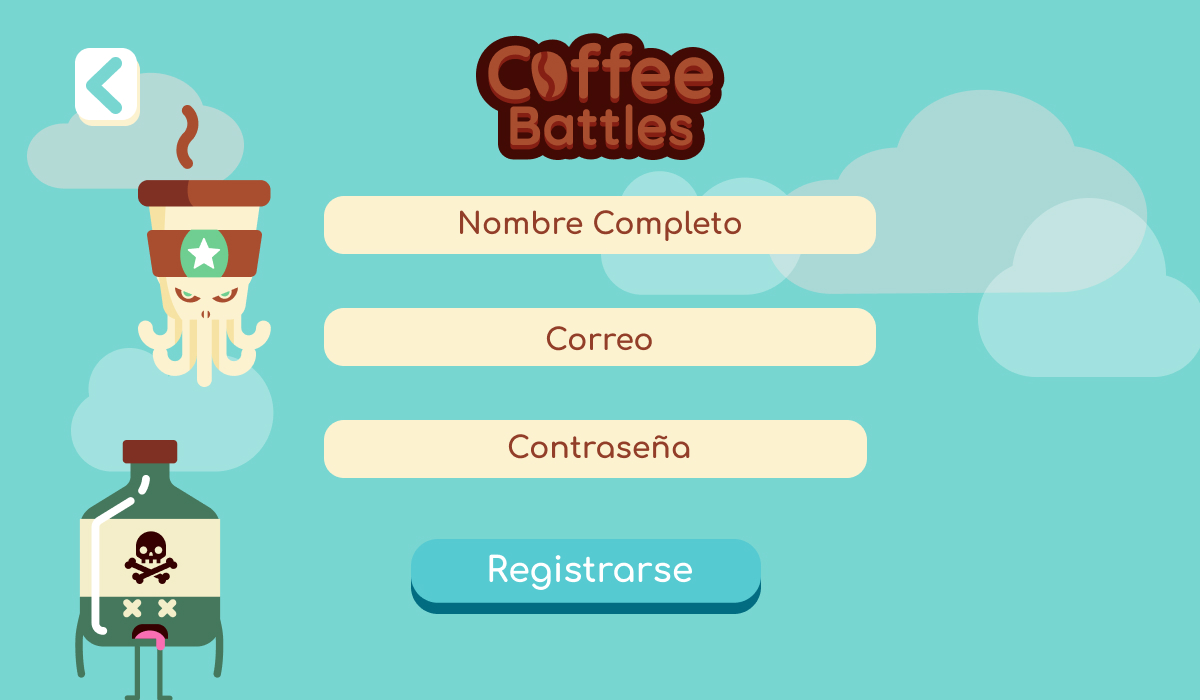 Coffee
Battles
Nombre Completo
Correo
Contraseña
Registrarse